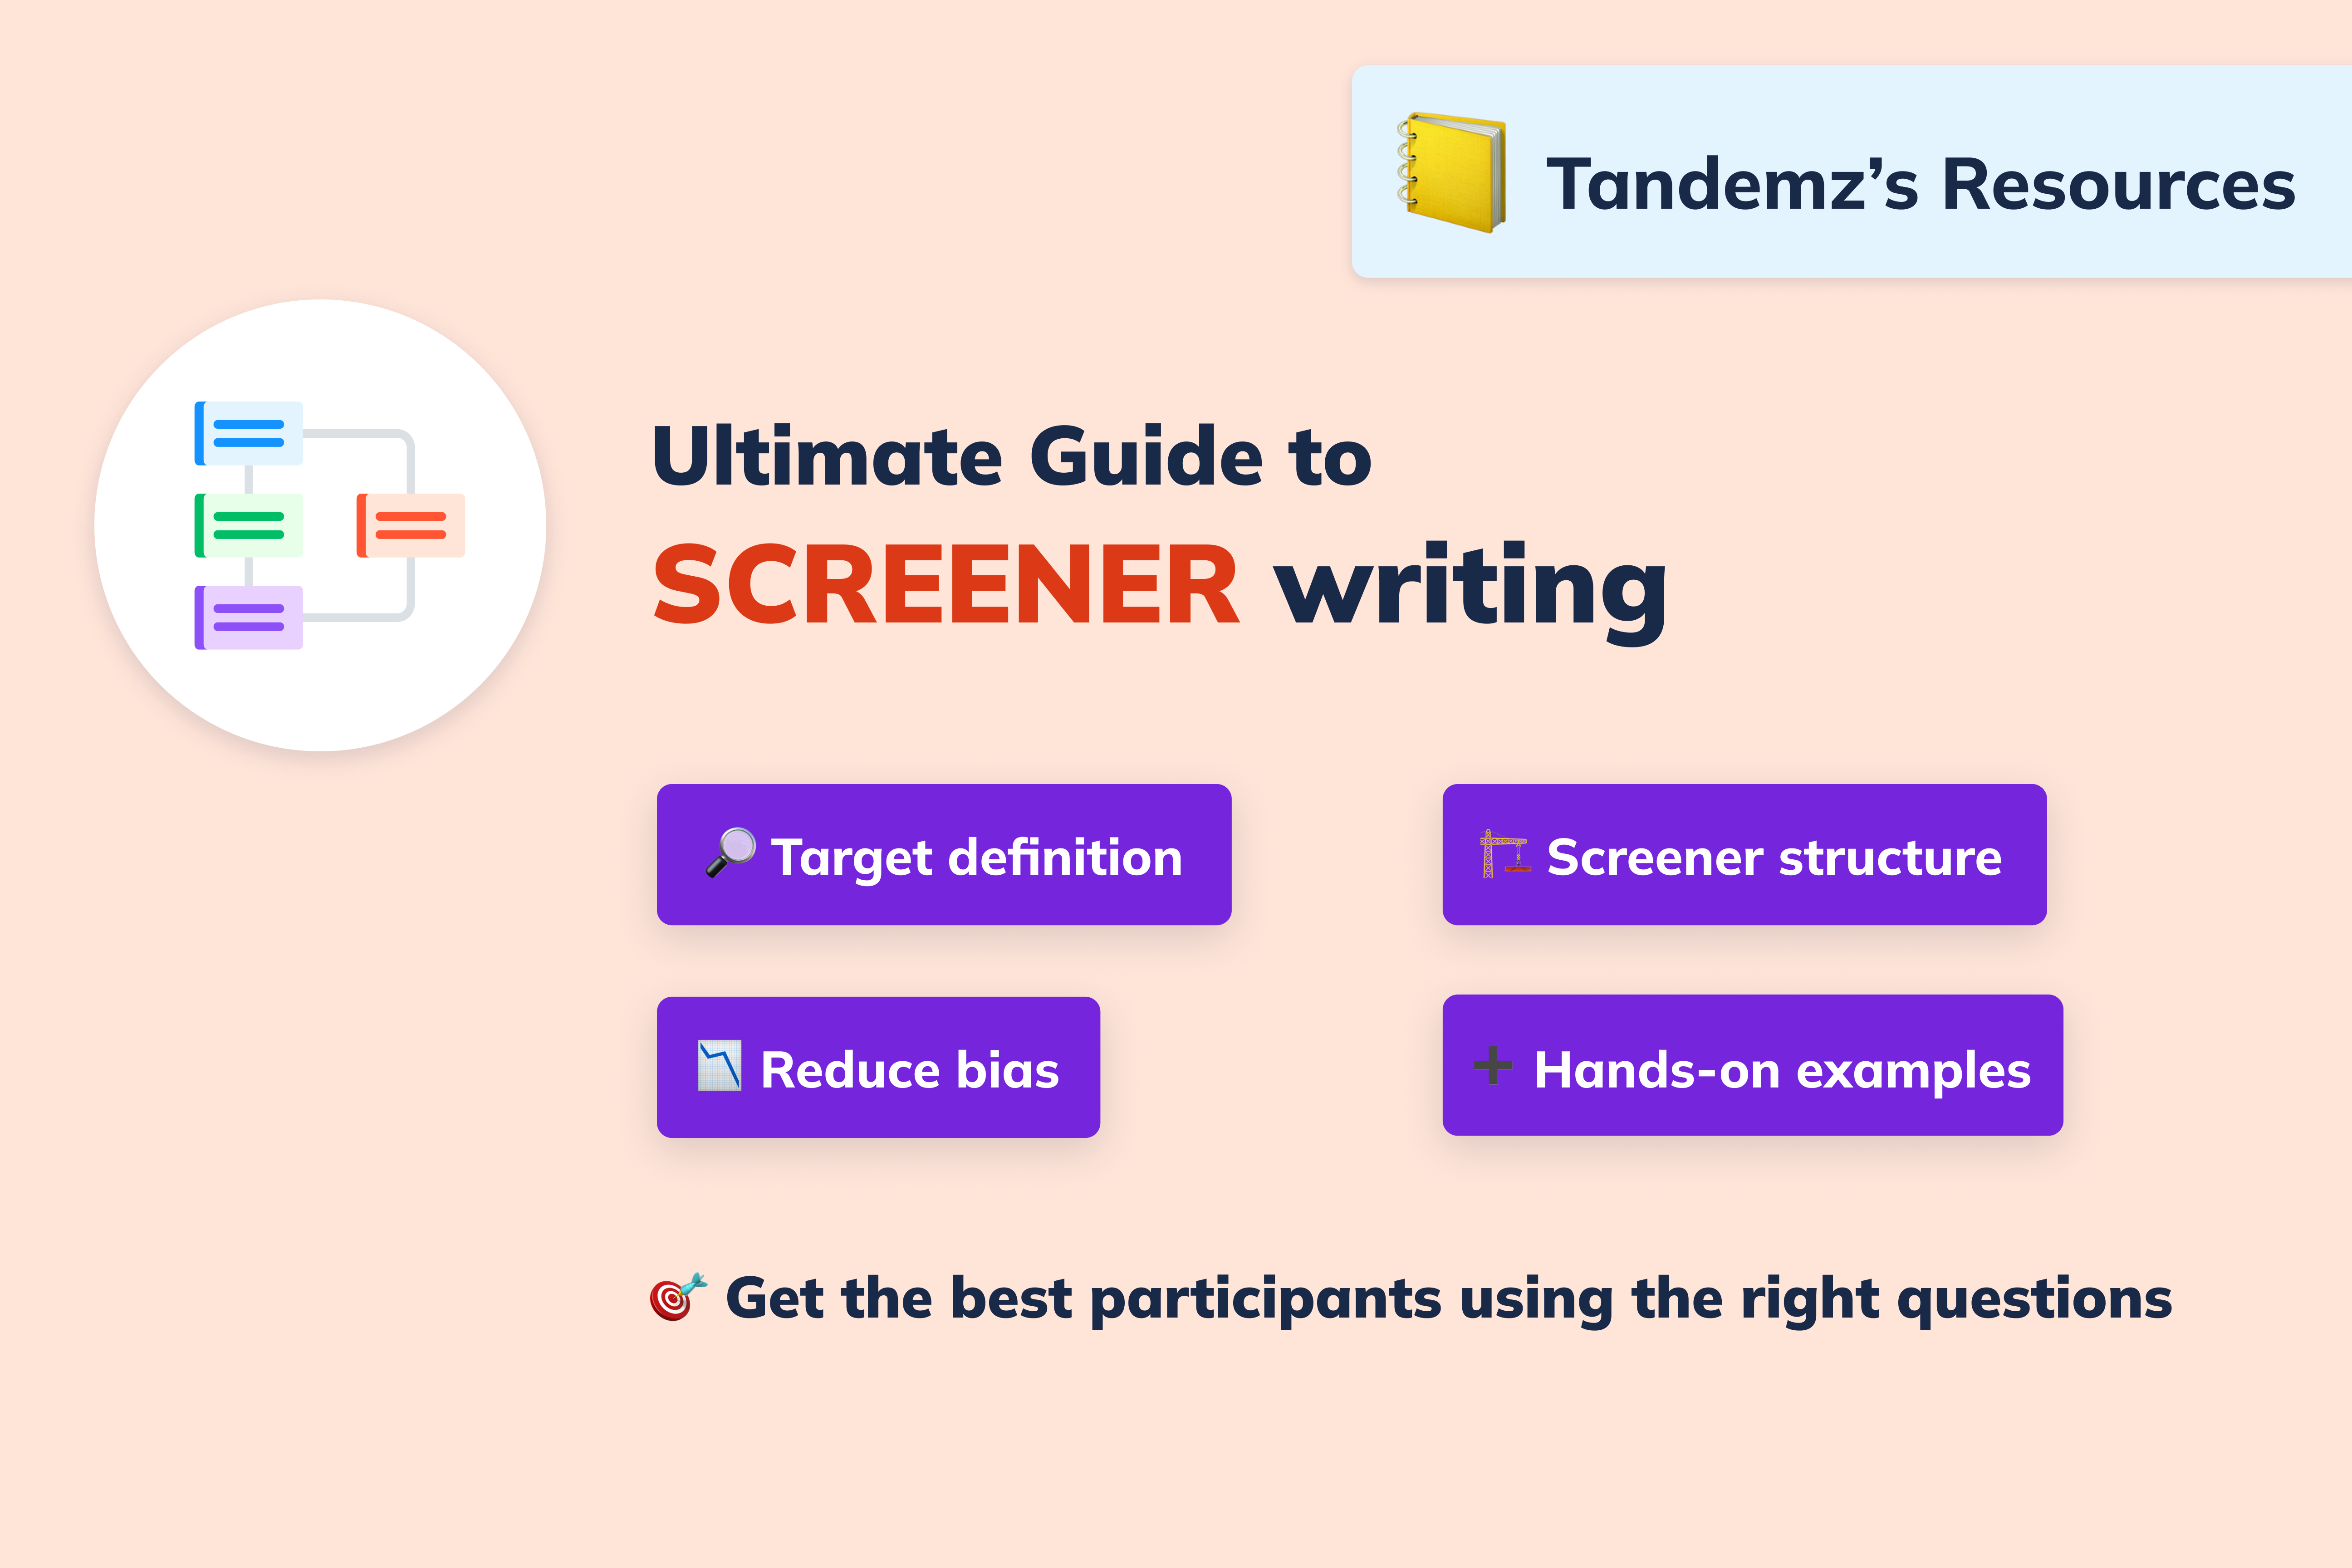 Tandemz’s Resources
Ultimate Guide to
SCREENER writing
Target definition
Screener structure
Reduce bias
Hands-on examples
Get the best participants using the right questions